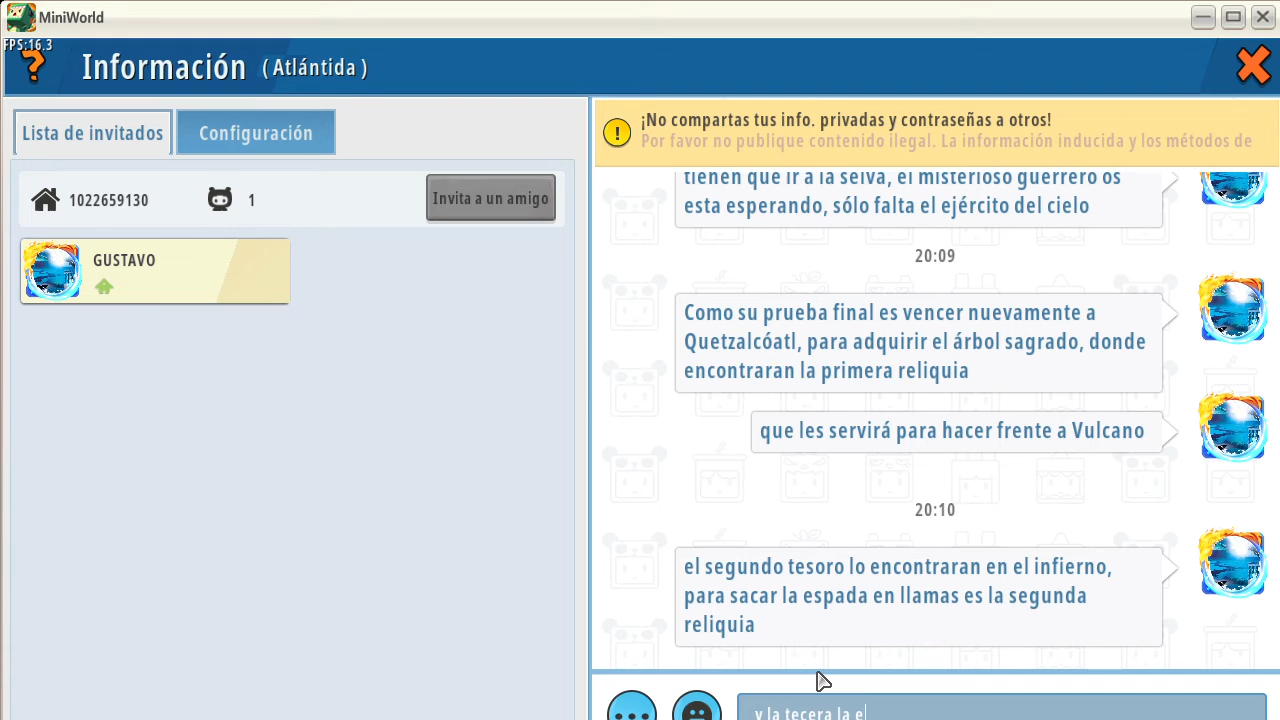 MiniWorld
FPS:16.3
Información ( Atlántida )
Lista de invitados
Configuración
1022659130
1
Invita a un amigo
GUSTAVO
¡No compartas tus info. privadas y contraseñas a otros!
Por favor no publique contenido ilegal. La información inducida y los métodos de
tienen que ir a la selva, el misterioso guerrero os
esta esperando, sólo falta el ejército del cielo
20:09
Como su prueba final es vencer nuevamente a
Quetzalcóatl, para adquirir el árbol sagrado, donde
encontraran la primera reliquia
que les servirá para hacer frente a Vulcano
20:10
el segundo tesoro lo encontraran en el infierno,
para sacar la espada en llamas es la segunda
reliquia
y la tecera la e